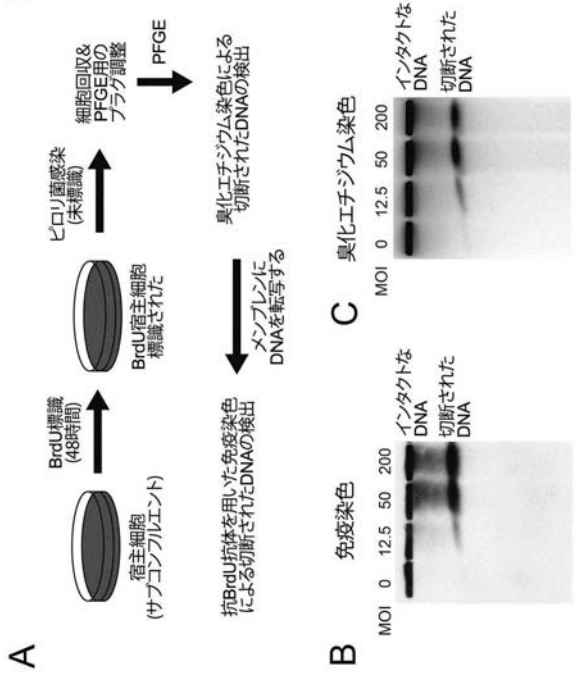 A
宿主細胞
(サブコンフルエント)
BrdU標識
(48時間)
BrdU宿主細胞
標識された
ピロリ菌感染
(未標識)
細胞回収&
PFGE用の
プラグ調整
PFGE
臭化エチジウム染色による
切断されたDNAの検出
メンブレンに
DNAを転写する
抗BrdU抗体を用いた免疫染色
による切断されたDNAの検出
B
免疫染色
MOI 0 12.5 50 200
インタクトな
DNA
切断された
DNA
C
臭化エチジウム染色
MOI 0 12.5 50 200
インタクトな
DNA
切断された
DNA